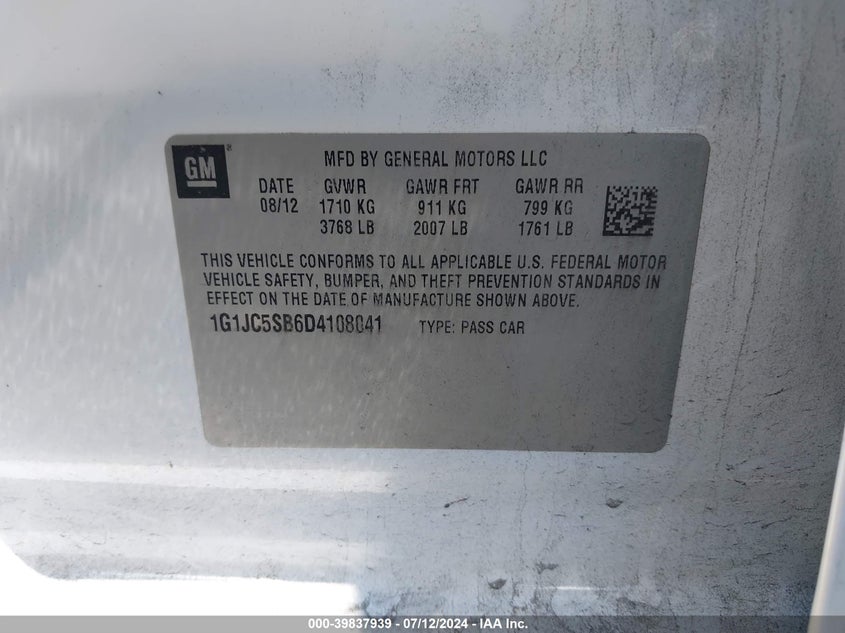 GM®
MFD BY GENERAL MOTORS LLC
DATE GVWR GAWR FRT GAWR RR
08/12 1710 KG 911 KG 799 KG
3768 LB 2007 LB 1761 LB
THIS VEHICLE CONFORMS TO ALL APPLICABLE U.S. FEDERAL MOTOR
VEHICLE SAFETY, BUMPER, AND THEFT PREVENTION STANDARDS IN
EFFECT ON THE DATE OF MANUFACTURE SHOWN ABOVE.
1G1JC5SB6D4108041 TYPE: PASS CAR
000-39837939 - 07/12/2024 - IAA Inc.